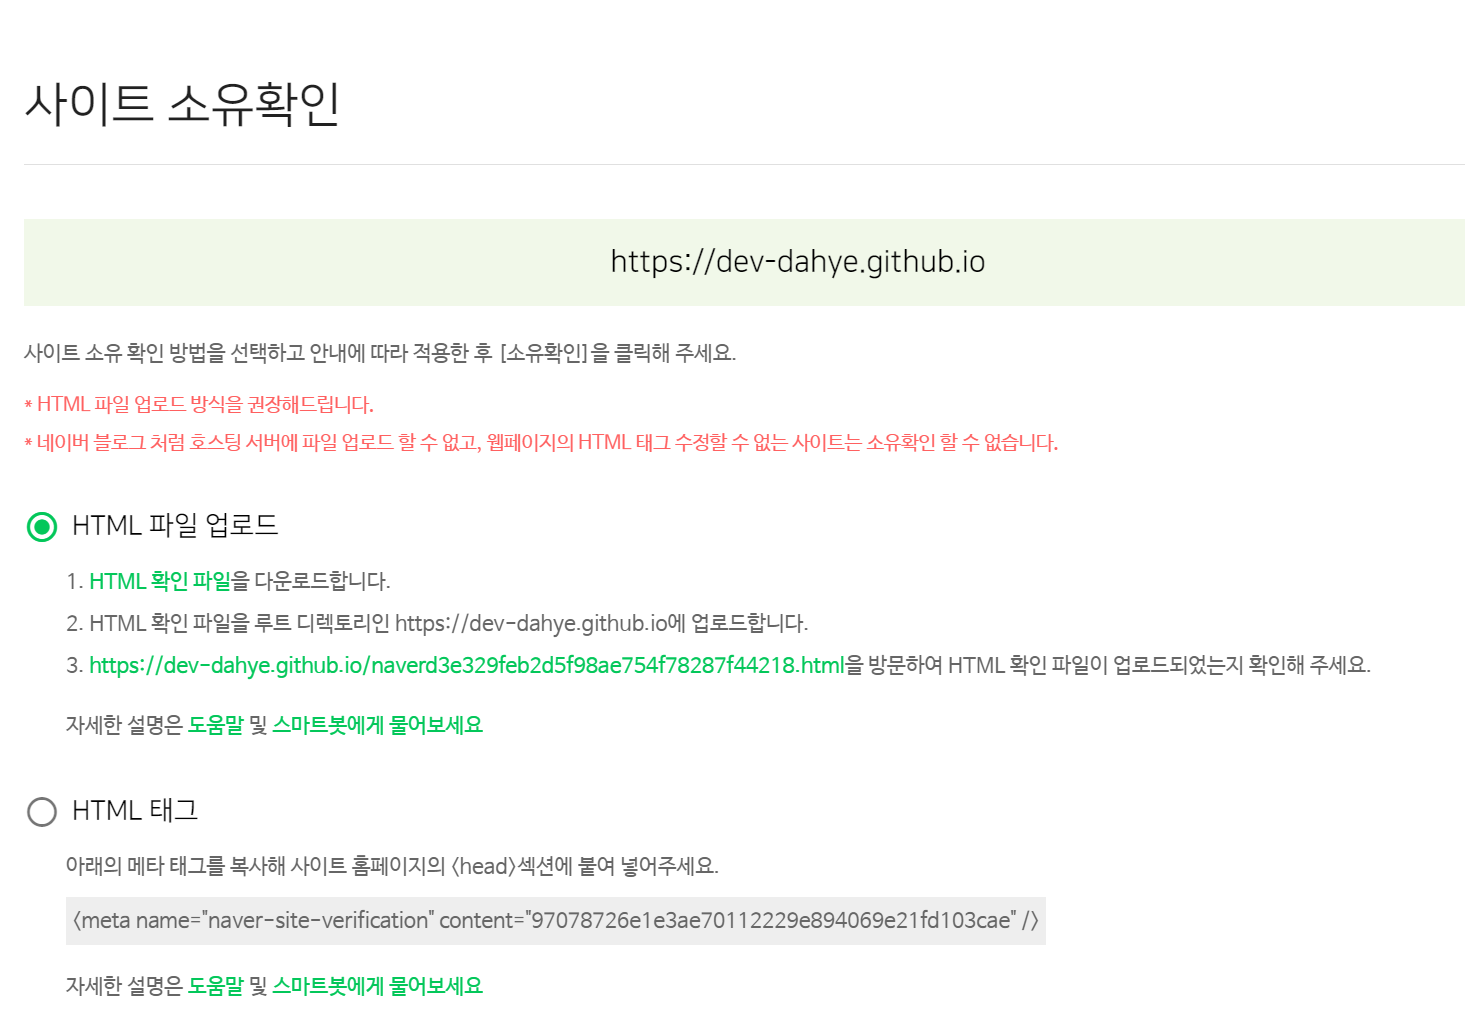 사이트 소유확인
https://dev-dahye.github.io
사이트 소유 확인 방법을 선택하고 안내에 따라 적용한 후 [소유확인]을 클릭해 주세요.
* HTML 파일 업로드 방식을 권장해드립니다.
* 네이버 블로그 처럼 호스팅 서버에 파일 업로드 할 수 없고, 웹페이지의 HTML 태그 수정할 수 없는 사이트는 소유확인 할 수 없습니다.
HTML 파일 업로드
1. HTML 확인 파일을 다운로드합니다.
2. HTML 확인 파일을 루트 디렉토리인 https://dev-dahye.github.io에 업로드합니다.
3. https://dev-dahye.github.io/naverd3e329feb2d5f98ae754f78287f44218.html을 방문하여 HTML 확인 파일이 업로드되었는지 확인해 주세요.
자세한 설명은 도움말 및 스마트봇에게 물어보세요
HTML 태그
아래의 메타 태그를 복사해 사이트 홈페이지의 <head>섹션에 붙여 넣어주세요.
<meta name="naver-site-verification" content="97078726e1e3ae70112229e894069e21fd103cae" />
자세한 설명은 도움말 및 스마트봇에게 물어보세요